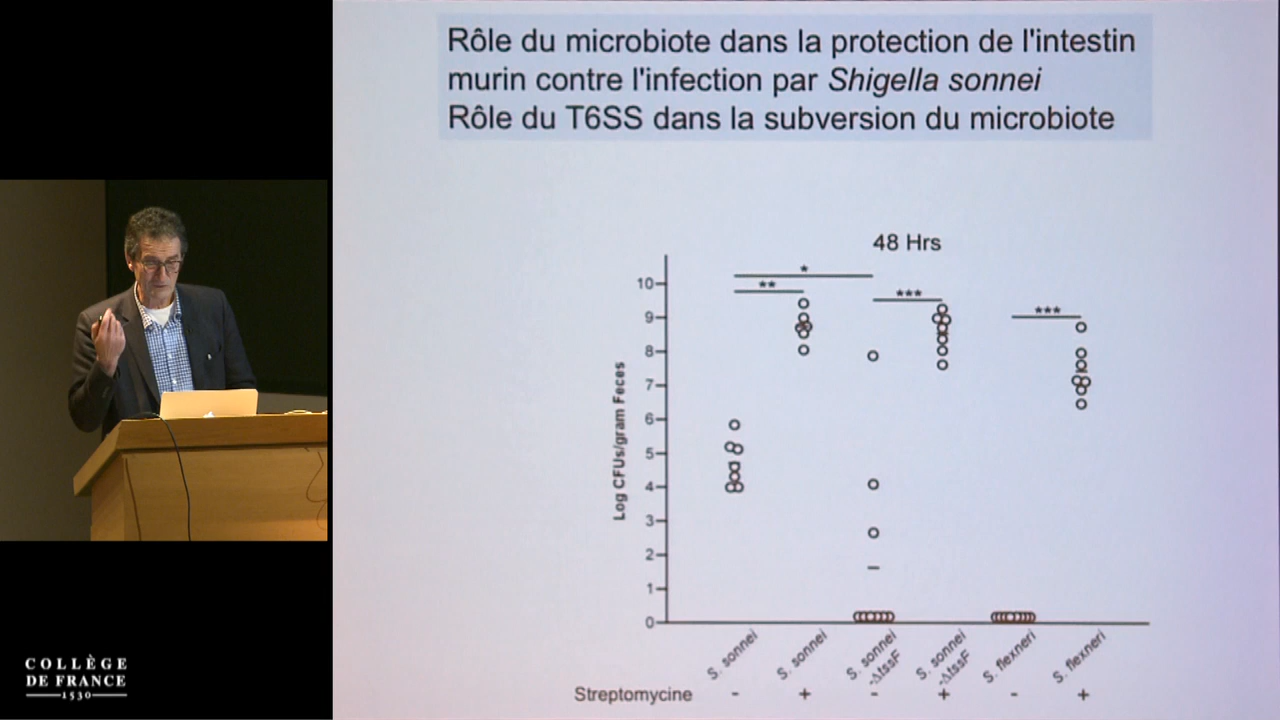 Rôle du microbiote dans la protection de l'intestin
murin contre l'infection par Shigella sonnei
Rôle du T6SS dans la subversion du microbiote
48 Hrs
*
**
***
***
Log CFUs/gram Feces
10
9
8
7
6
5
4
3
2
1
0
S. sonnei
S. sonnei
S. sonnei
-ΔtssF
S. sonnei
-ΔtssF
S. flexneri
S. flexneri
Streptomycine - + - + - +
COLLÈGE
DE FRANCE
1530